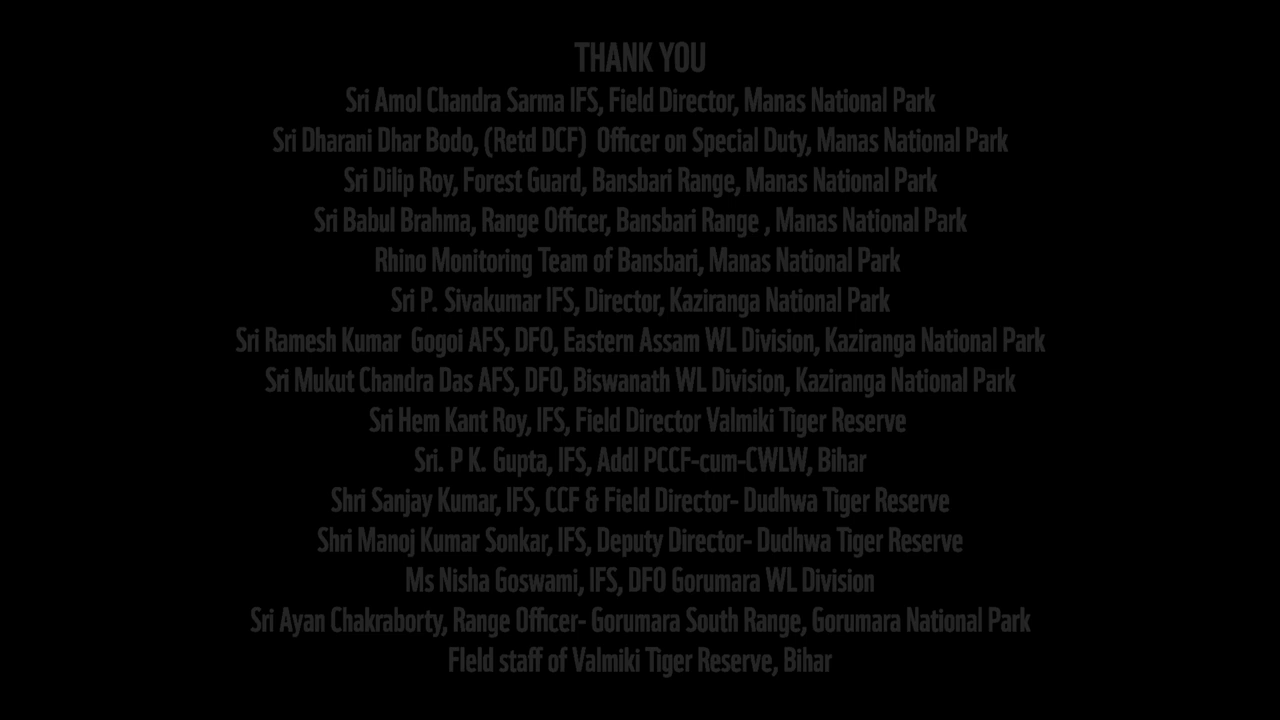 THANK YOU
Sri Amol Chandra Sarma IFS, Field Director, Manas National Park
Sri Dharani Dhar Bodo, (Retd DCF)  Officer on Special Duty, Manas National Park
Sri Dilip Roy, Forest Guard, Bansbari Range, Manas National Park
Sri Babul Brahma, Range Officer, Bansbari Range , Manas National Park
Rhino Monitoring Team of Bansbari, Manas National Park
Sri P. Sivakumar IFS, Director, Kaziranga National Park
Sri Ramesh Kumar  Gogoi AFS, DFO, Eastern Assam WL Division, Kaziranga National Park
Sri Mukut Chandra Das AFS, DFO, Biswanath WL Division, Kaziranga National Park
Sri Hem Kant Roy, IFS, Field Director Valmiki Tiger Reserve
Sri. P K. Gupta, IFS, Addl PCCF-cum-CWLW, Bihar
Shri Sanjay Kumar, IFS, CCF & Field Director- Dudhwa Tiger Reserve
Shri Manoj Kumar Sonkar, IFS, Deputy Director- Dudhwa Tiger Reserve
Ms Nisha Goswami, IFS, DFO Gorumara WL Division
Sri Ayan Chakraborty, Range Officer- Gorumara South Range, Gorumara National Park
FIeld staff of Valmiki Tiger Reserve, Bihar